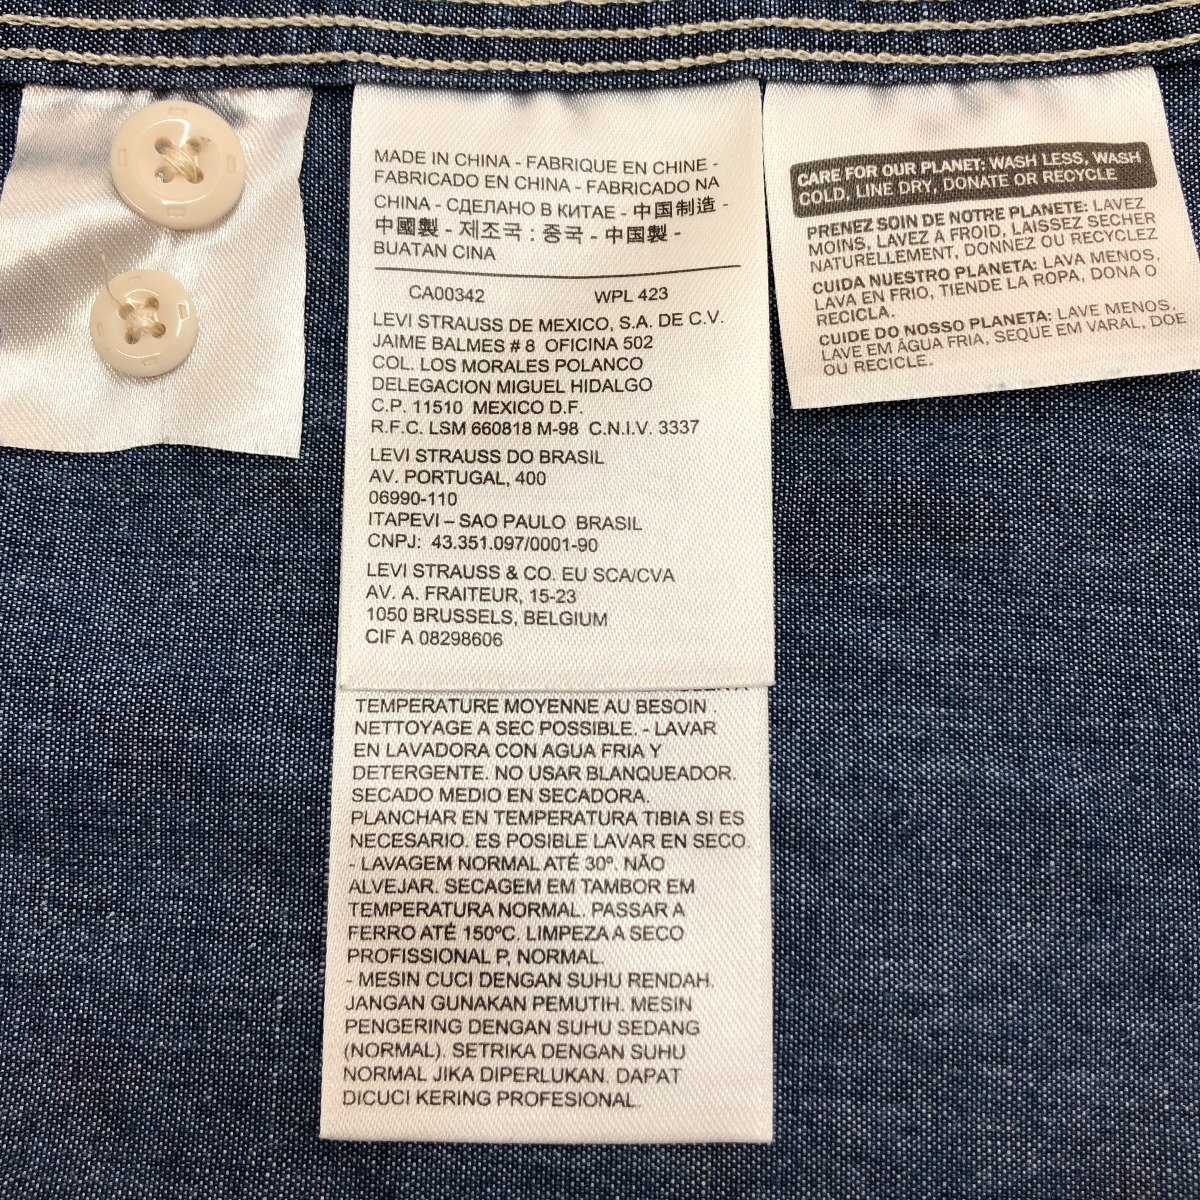 MADE IN CHINA - FABRIQUE EN CHINE -
FABRICADO EN CHINA - FABRICADO NA
CHINA - СДЕЛАНО В КИТАЕ - 中国制造 -
中國製 - 제조국 : 중국 - 中国製 -
BUATAN CINA
CA00342 WPL 423
LEVI STRAUSS DE MEXICO, S.A. DE C.V.
JAIME BALMES # 8 OFICINA 502
COL. LOS MORALES POLANCO
DELEGACION MIGUEL HIDALGO
C.P. 11510 MEXICO D.F.
R.F.C. LSM 660818 M-98 C.N.I.V. 3337
LEVI STRAUSS DO BRASIL
AV. PORTUGAL, 400
06990-110
ITAPEVI – SAO PAULO BRASIL
CNPJ: 43.351.097/0001-90
LEVI STRAUSS & CO. EU SCA/CVA
AV. A. FRAITEUR, 15-23
1050 BRUSSELS, BELGIUM
CIF A 08298606
TEMPERATURE MOYENNE AU BESOIN .
NETTOYAGE A SEC POSSIBLE. - LAVAR
EN LAVADORA CON AGUA FRIA Y
DETERGENTE. NO USAR BLANQUEADOR.
SECADO MEDIO EN SECADORA.
PLANCHAR EN TEMPERATURA TIBIA SI ES
NECESARIO. ES POSIBLE LAVAR EN SECO
- LAVAGEM NORMAL ATÉ 30º. NÃO
ALVEJAR. SECAGEM EM TAMBOR EM
TEMPERATURA NORMAL. PASSAR A
FERRO ATÉ 150ºC. LIMPEZA A SECO
PROFISSIONAL P, NORMAL.
- MESIN CUCI DENGAN SUHU RENDAH.
JANGAN GUNAKAN PEMUTIH. MESIN
PENGERING DENGAN SUHU SEDANG
(NORMAL). SETRIKA DENGAN SUHU
NORMAL JIKA DIPERLUKAN. DAPAT
DICUCI KERING PROFESIONAL.
CARE FOR OUR PLANET: WASH LESS, WASH
COLD, LINE DRY, DONATE OR RECYCLE
PRENEZ SOIN DE NOTRE PLANETE: LAVEZ
MOINS, LAVEZ A FROID, LAISSEZ SECHER
NATURELLEMENT, DONNEZ OU RECYCLEZ
CUIDA NUESTRO PLANETA: LAVA MENOS,
LAVA EN FRIO, TIENDE LA ROPA, DONA O
RECICLA.
CUIDE DO NOSSO PLANETA: LAVE MENOS,
LAVE EM ÁGUA FRIA, SEQUE EM VARAL, DOE
OU RECICLE.